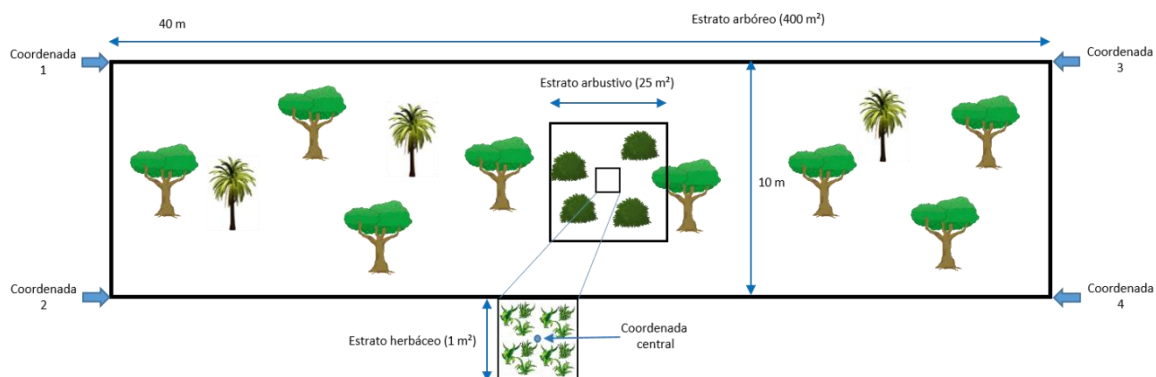 40 m
Estrato arbóreo (400 m²)
Coordenada
1
Coordenada
3
Estrato arbustivo (25 m²)
10 m
Coordenada
2
Coordenada
4
Estrato herbáceo (1 m²)
Coordenada
central